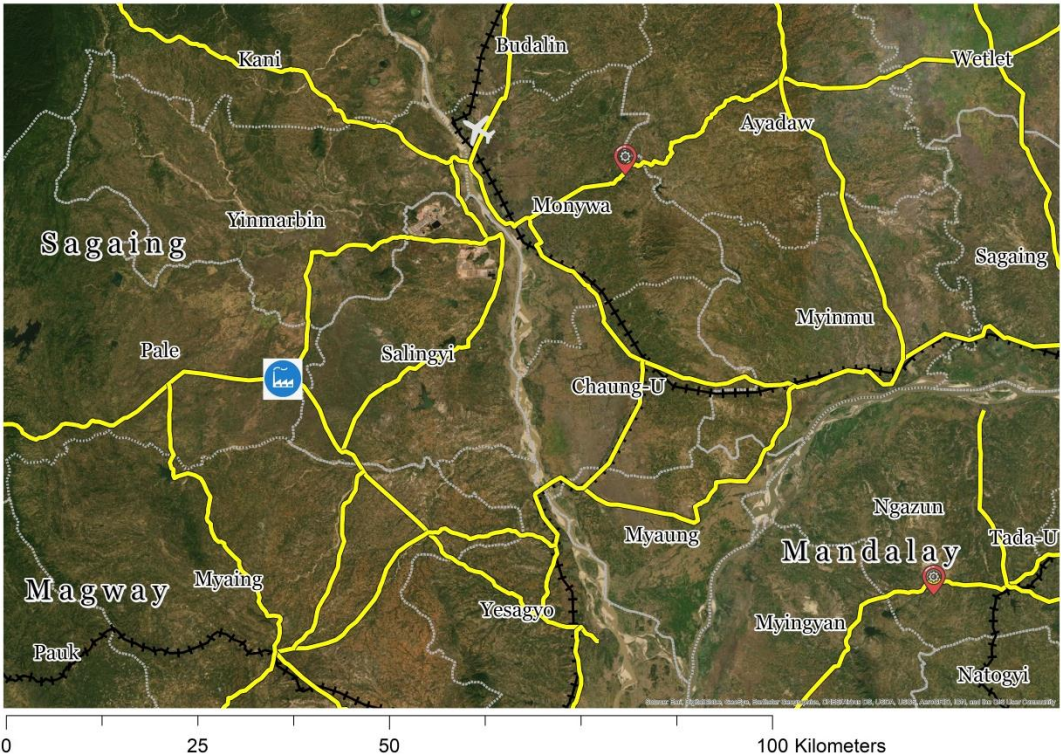 Budalin
Kani
Wetlet
Ayadaw
Monywa
Yinmarbin
Sagaing
Sagaing
Myinmu
Pale
Salingyi
Chaung-U
Ngazun
Myaung
Tada-U
Mandalay
Magway
Myaing
Yesagyo
Myingyan
Pauk
Natogyi
0 25 50 100 Kilometers